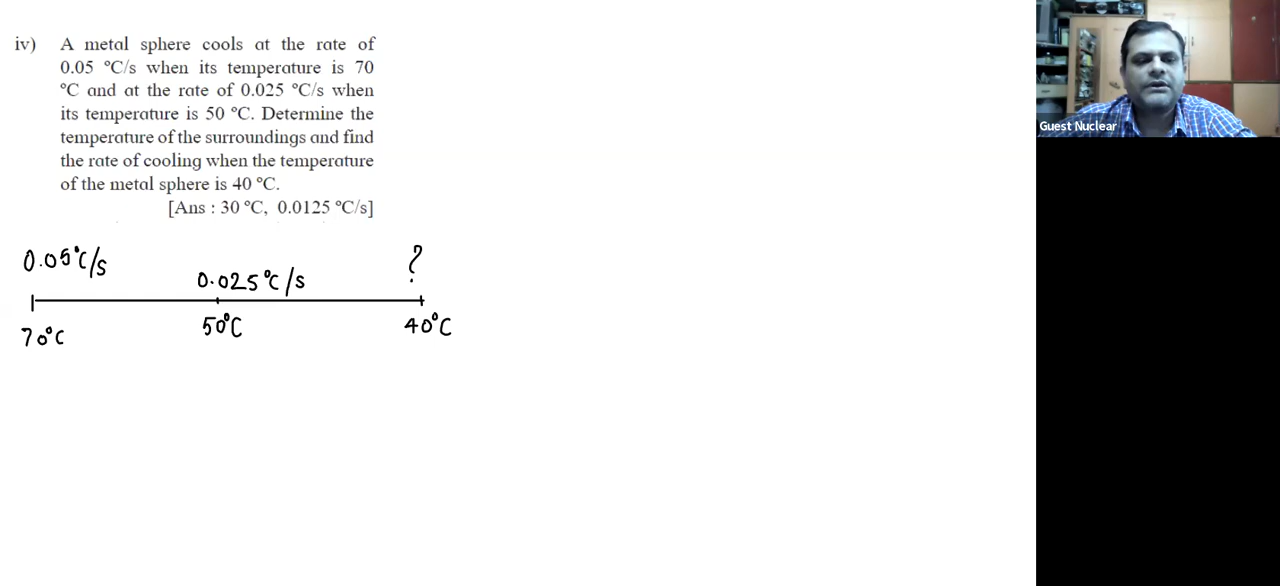 iv) A metal sphere cools at the rate of
0.05 °C/s when its temperature is 70
°C and at the rate of 0.025 °C/s when
its temperature is 50 °C. Determine the
temperature of the surroundings and find
the rate of cooling when the temperature
of the metal sphere is 40 °C.
[Ans : 30 °C, 0.0125 °C/s]
0.05°C/s
0.025°C/s
?
70°C
50°C
40°C
Guest Nuclear